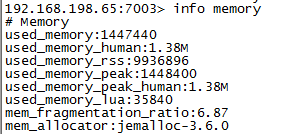 192.168.198.65:7003> info memory
# Memory
used_memory:1447440
used_memory_human:1.38M
used_memory_rss:9936896
used_memory_peak:1448400
used_memory_peak_human:1.38M
used_memory_lua:35840
mem_fragmentation_ratio:6.87
mem_allocator:jemalloc-3.6.0